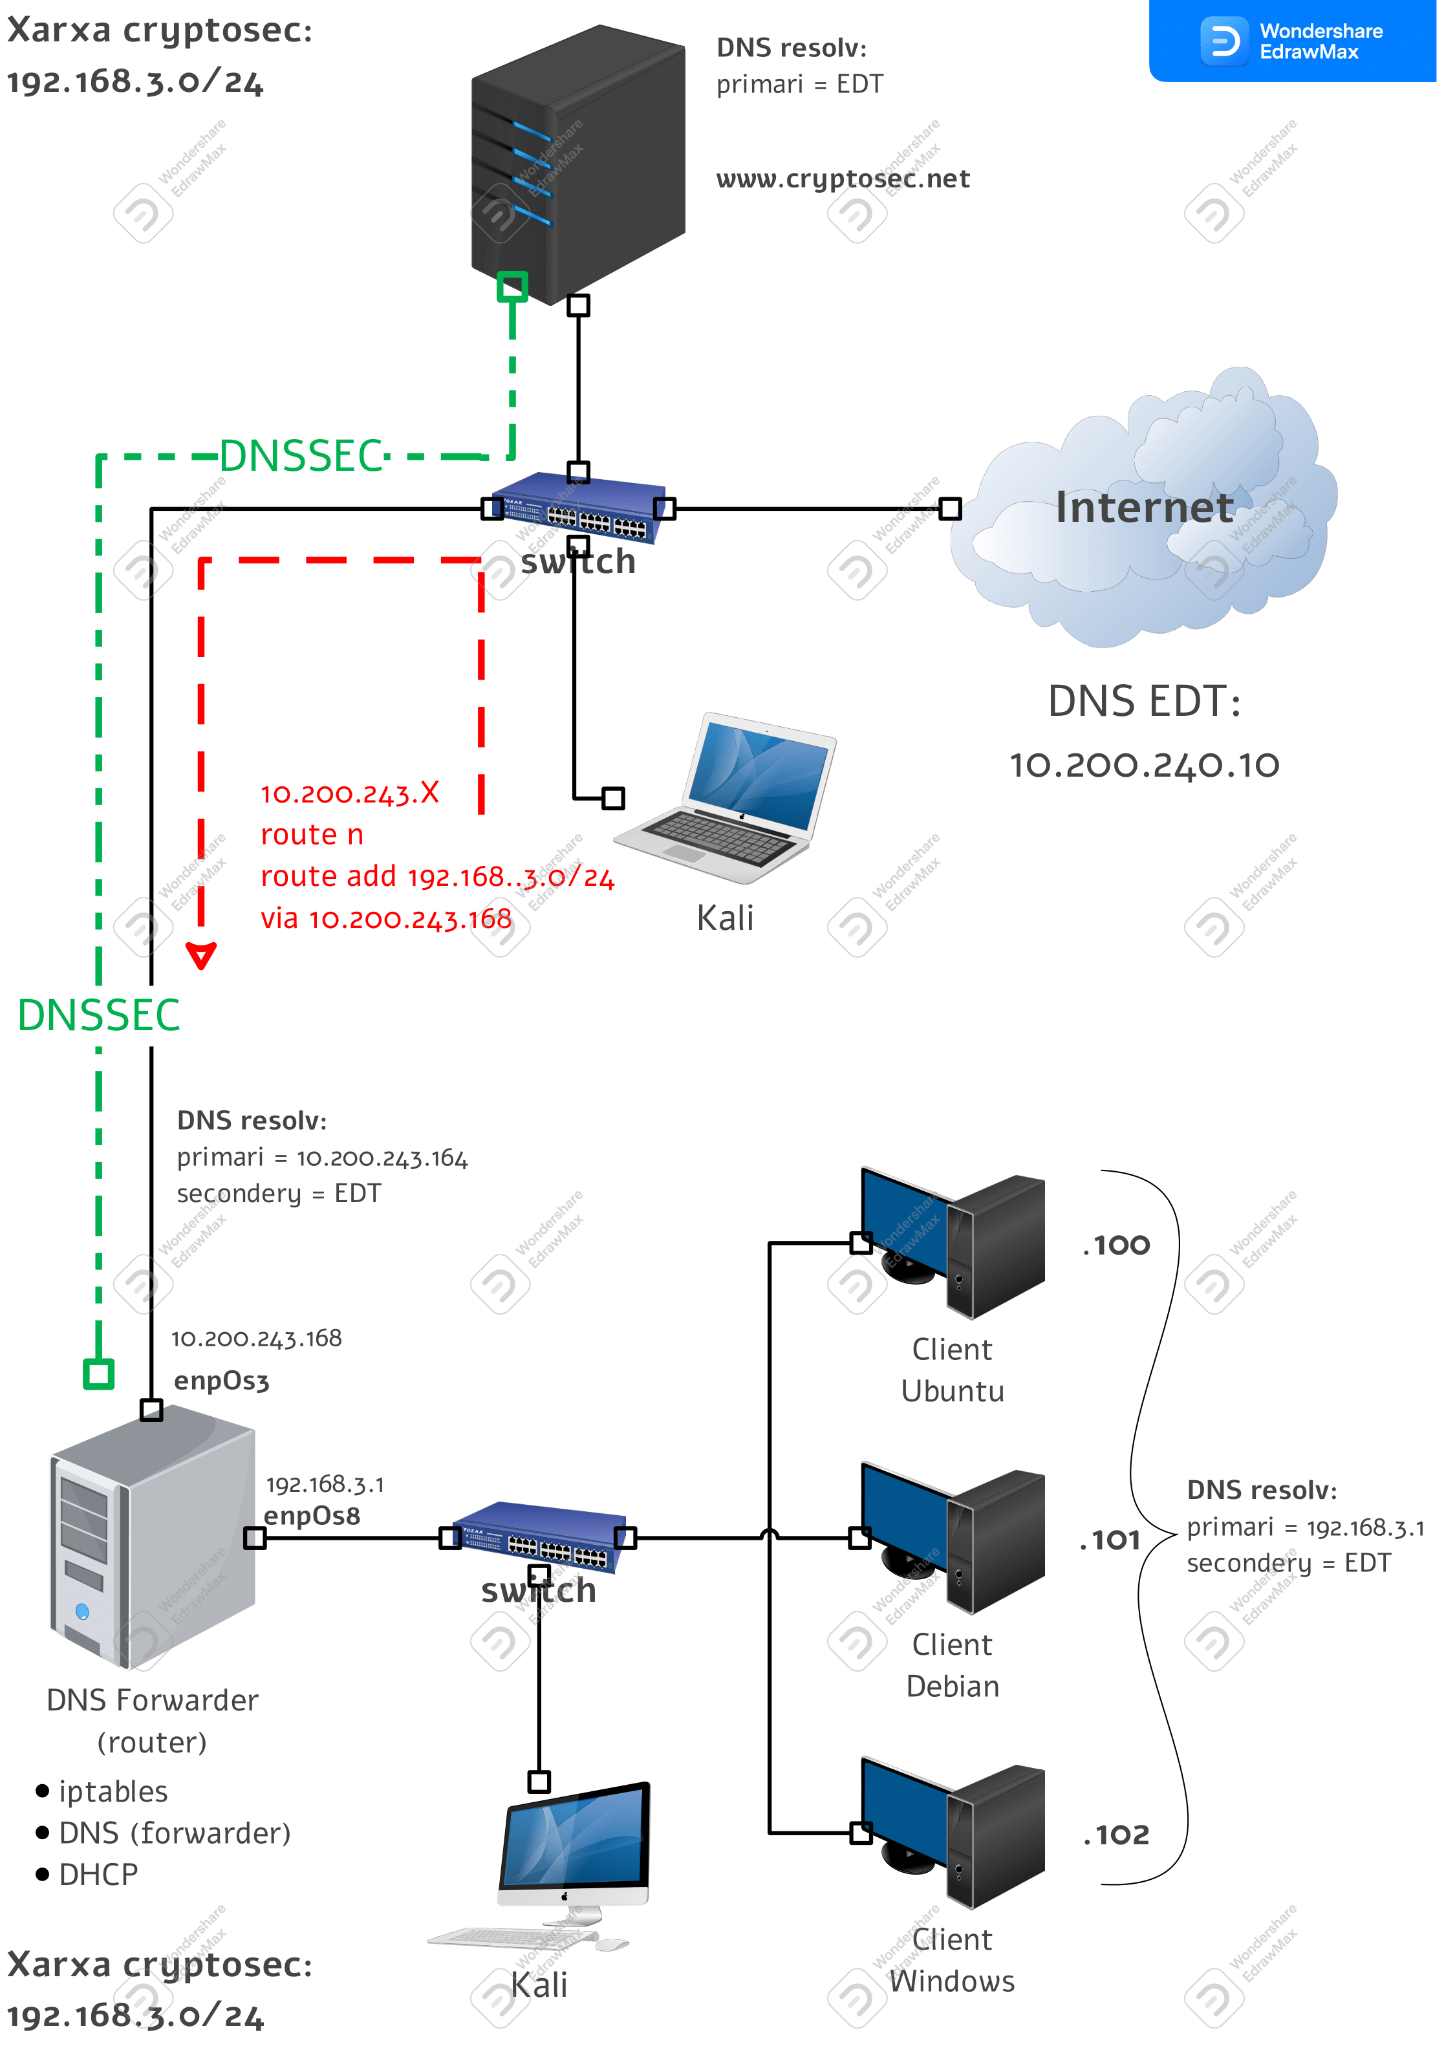 Xarxa cryptosec:
192.168.3.0/24
DNS resolv:
primari = EDT
www.cryptosec.net
Wondershare
EdrawMax
DNSSEC
switch
Internet
DNS EDT:
10.200.240.10
10.200.243.X
route n
route add 192.168..3.0/24
via 10.200.243.168
Kali
DNSSEC
DNS resolv:
primari = 10.200.243.164
secondery = EDT
10.200.243.168
enp0s3
192.168.3.1
enp0s8
switch
DNS Forwarder
(router)
• iptables
• DNS (forwarder)
• DHCP
Kali
Client
Ubuntu
.100
Client
Debian
.101
Client
Windows
.102
DNS resolv:
primari = 192.168.3.1
secondery = EDT
Xarxa cryptosec:
192.168.3.0/24